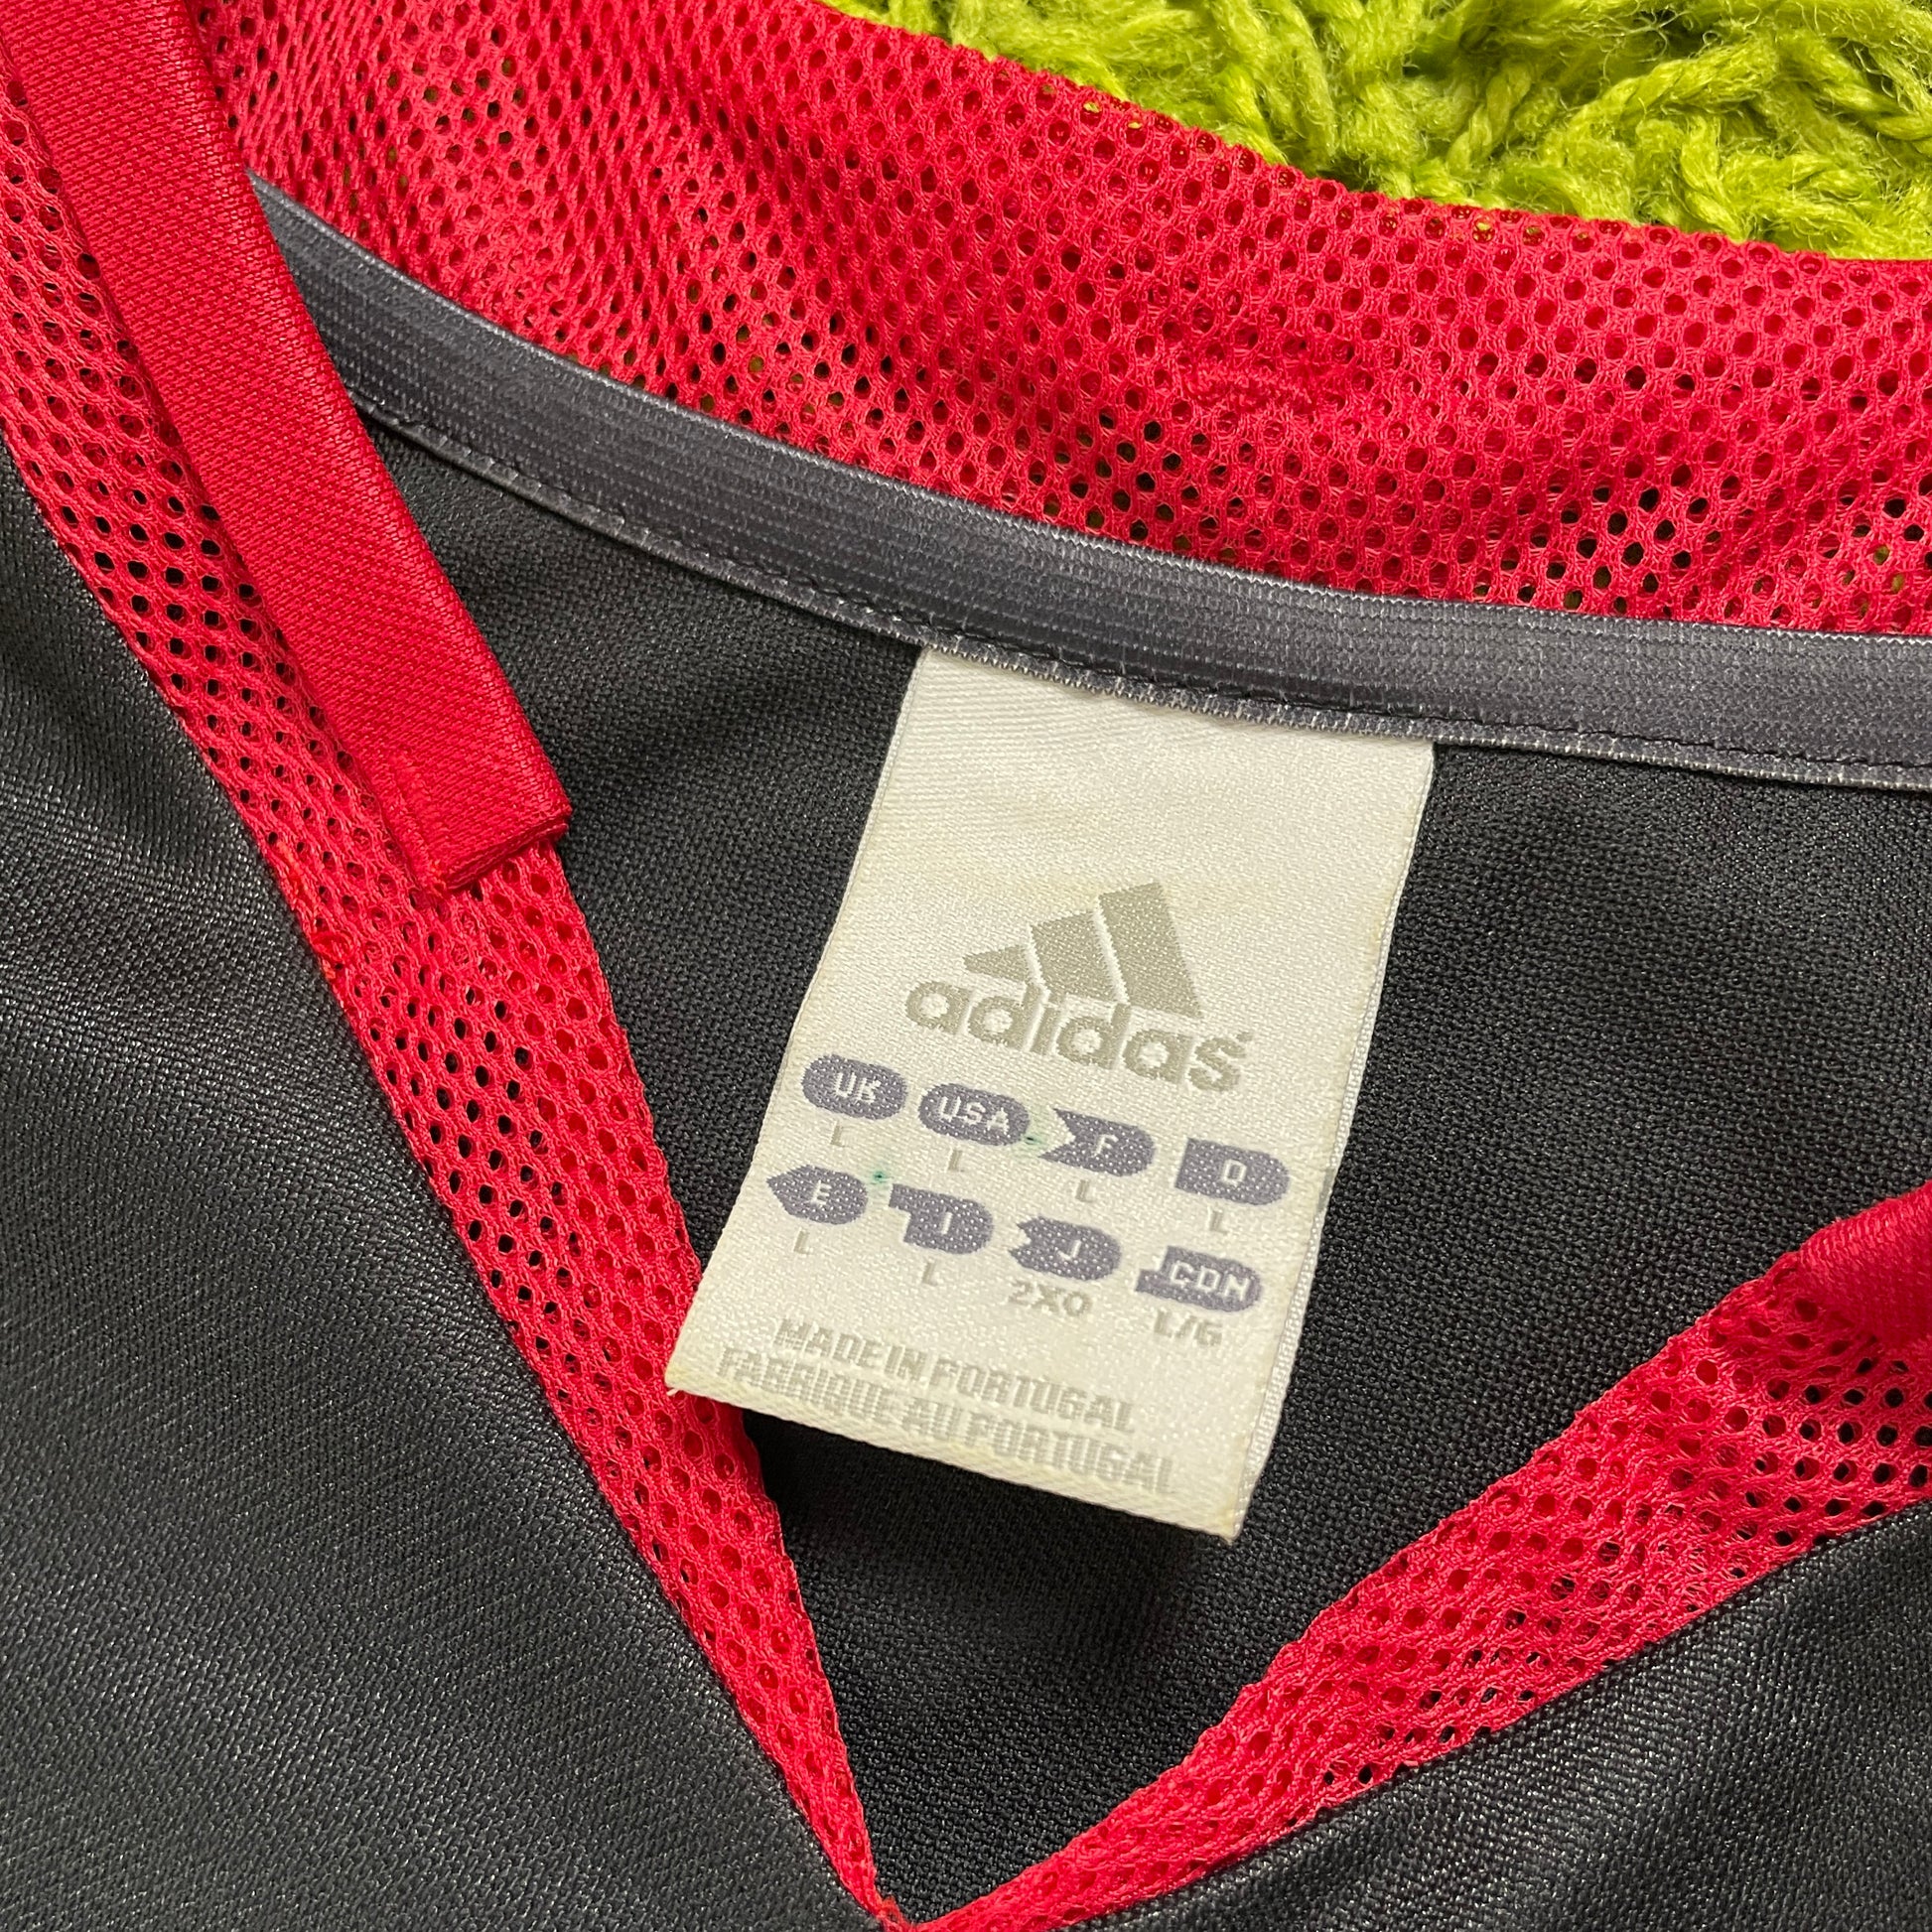 adidas
UK USA F D
L L L L
E I J CDN
L L 2XO L/G
MADE IN PORTUGAL
FABRIQUE AU PORTUGAL